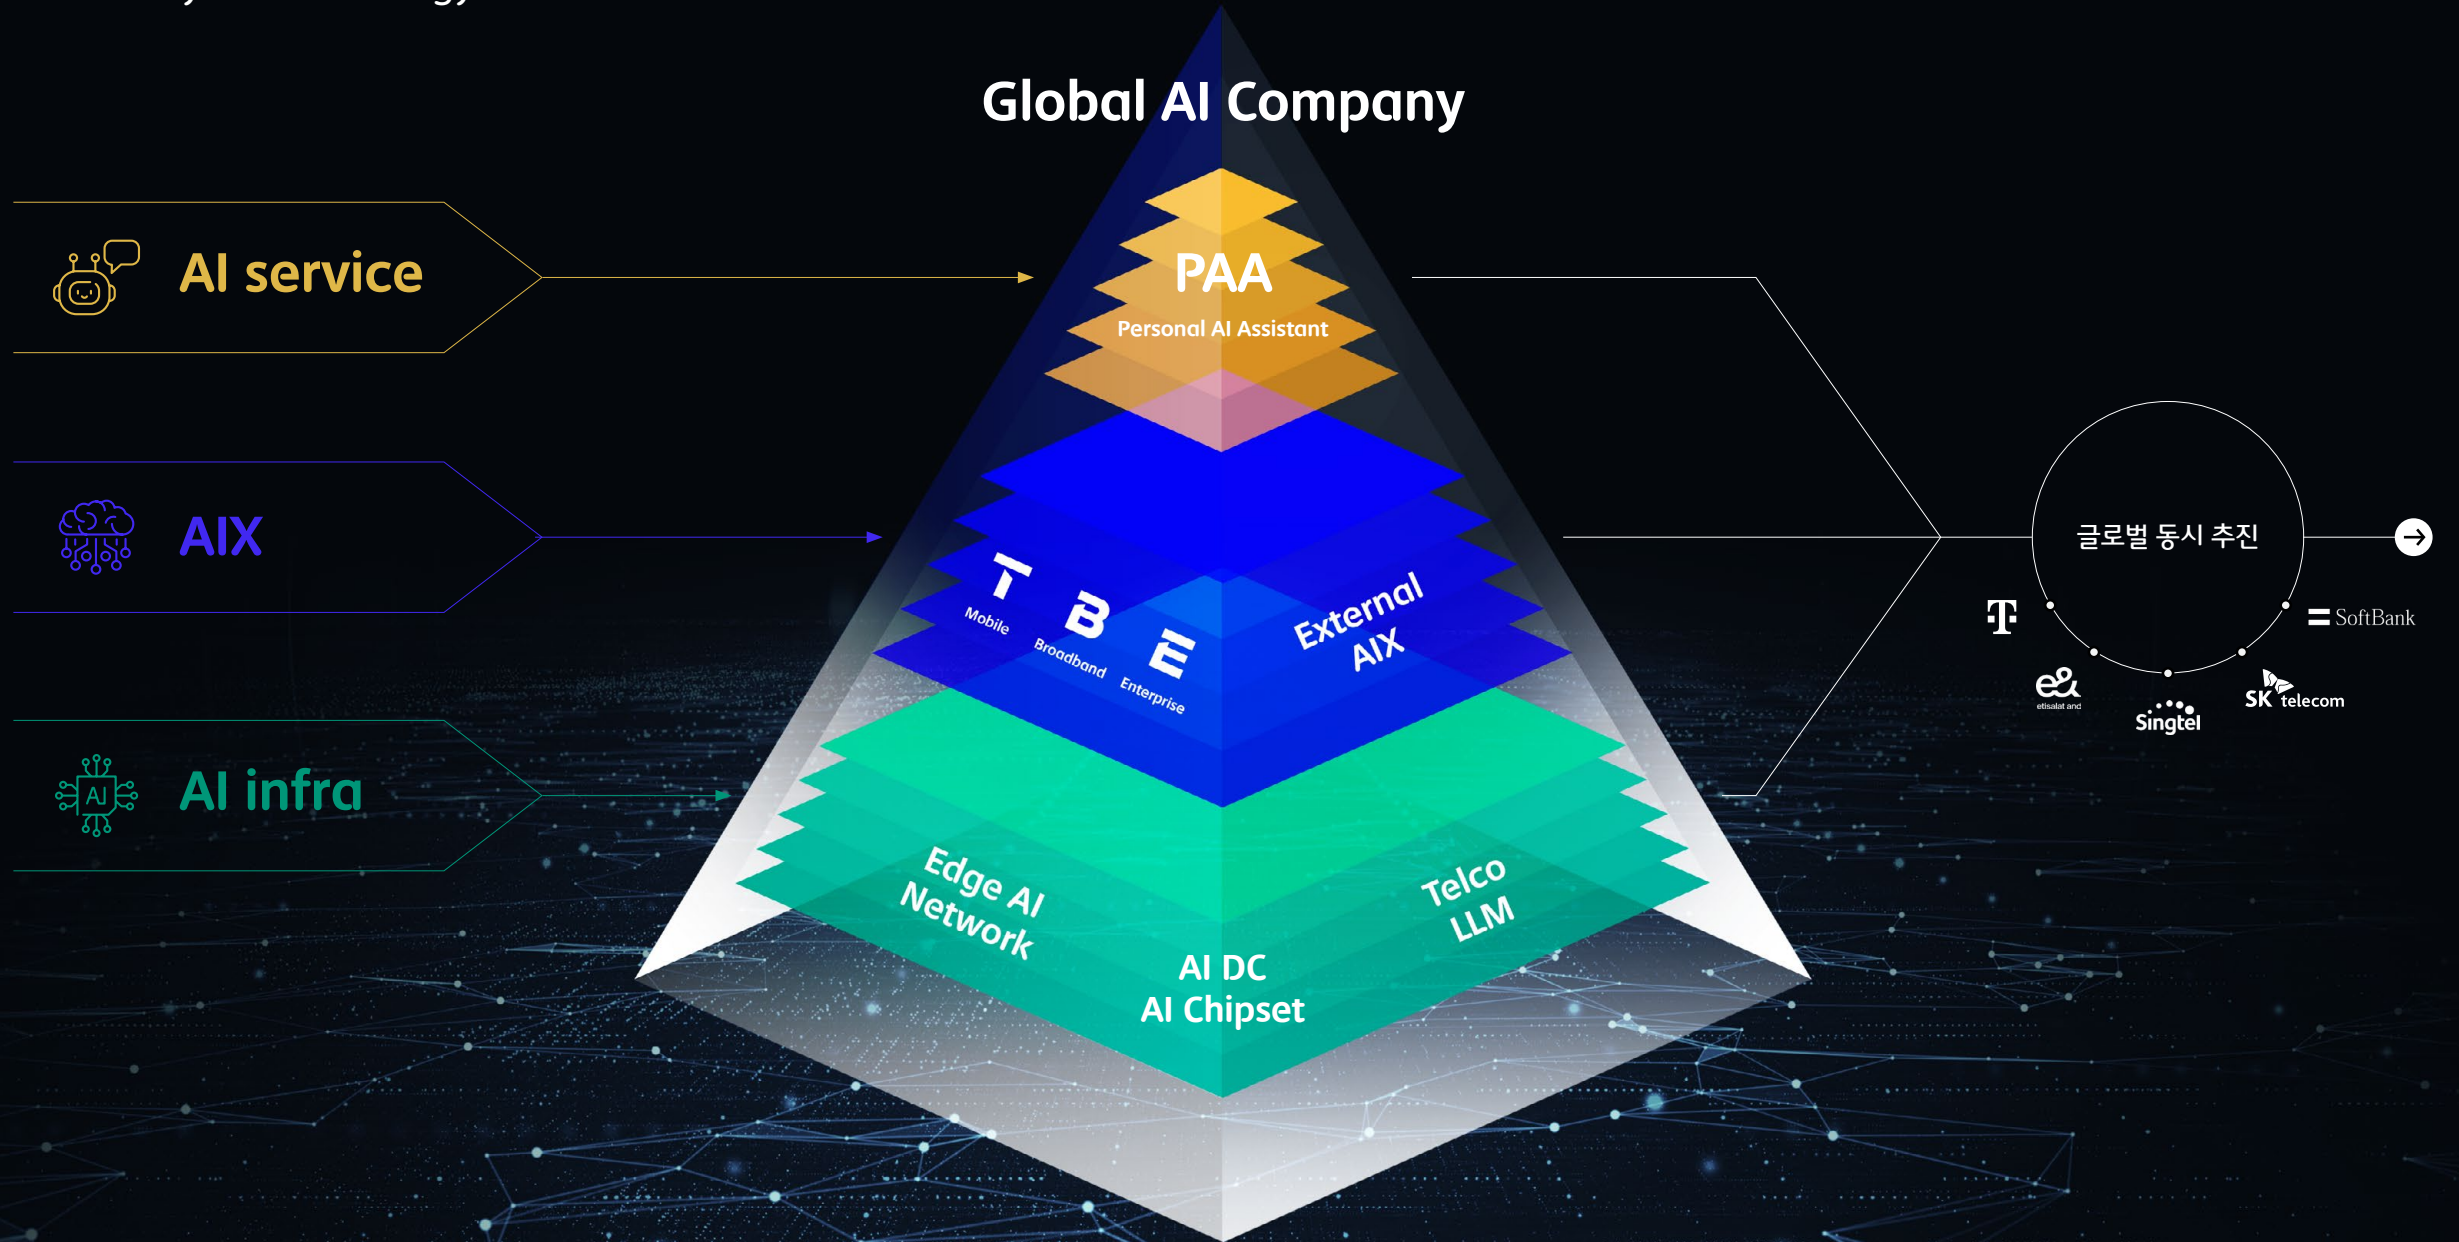 Global AI Company
AI service
PAA
Personal AI Assistant
AIX
T
Mobile
B
Broadband
E
Enterprise
External
AIX
글로벌 동시 추진
T
SoftBank
e&
etisalat and
SK telecom
Singtel
AI
AI infra
Edge AI
Network
Telco
LLM
AI DC
AI Chipset